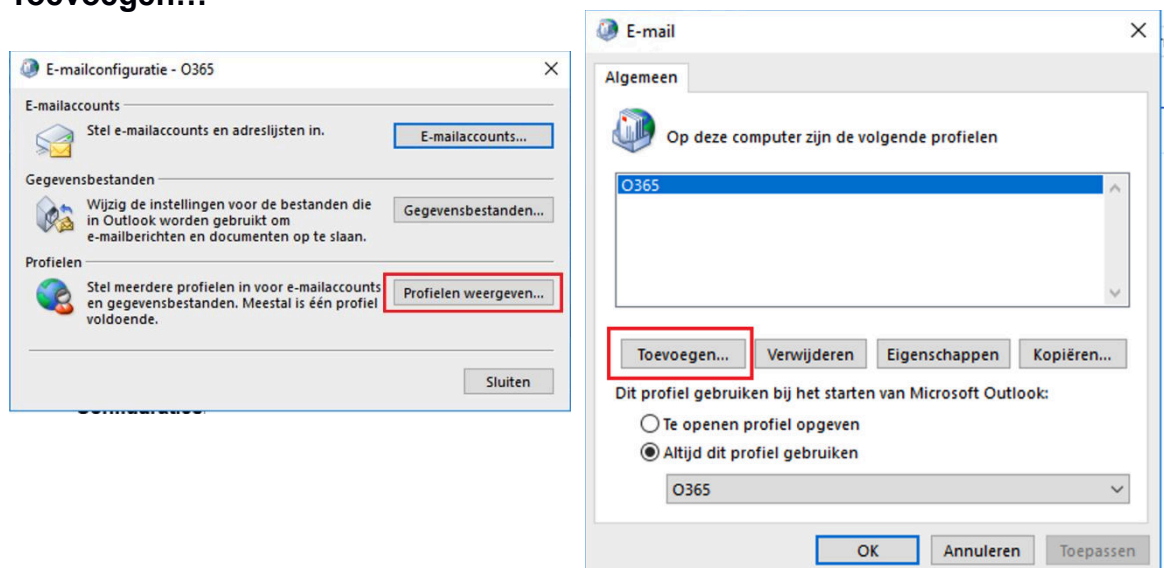 Toevoegen...
E-mailconfiguratie - O365
E-mailaccounts
Stel e-mailaccounts en adreslijsten in.
E-mailaccounts...
Gegevensbestanden
Wijzig de instellingen voor de bestanden die
in Outlook worden gebruikt om
e-mailberichten en documenten op te slaan.
Gegevensbestanden...
Profielen
Stel meerdere profielen in voor e-mailaccounts
en gegevensbestanden. Meestal is één profiel
voldoende.
Profielen weergeven...
Sluiten
E-mail
Algemeen
Op deze computer zijn de volgende profielen
O365
Toevoegen...
Verwijderen
Eigenschappen
Kopiëren...
Dit profiel gebruiken bij het starten van Microsoft Outlook:
Te openen profiel opgeven
Altijd dit profiel gebruiken
O365
OK
Annuleren
Toepassen